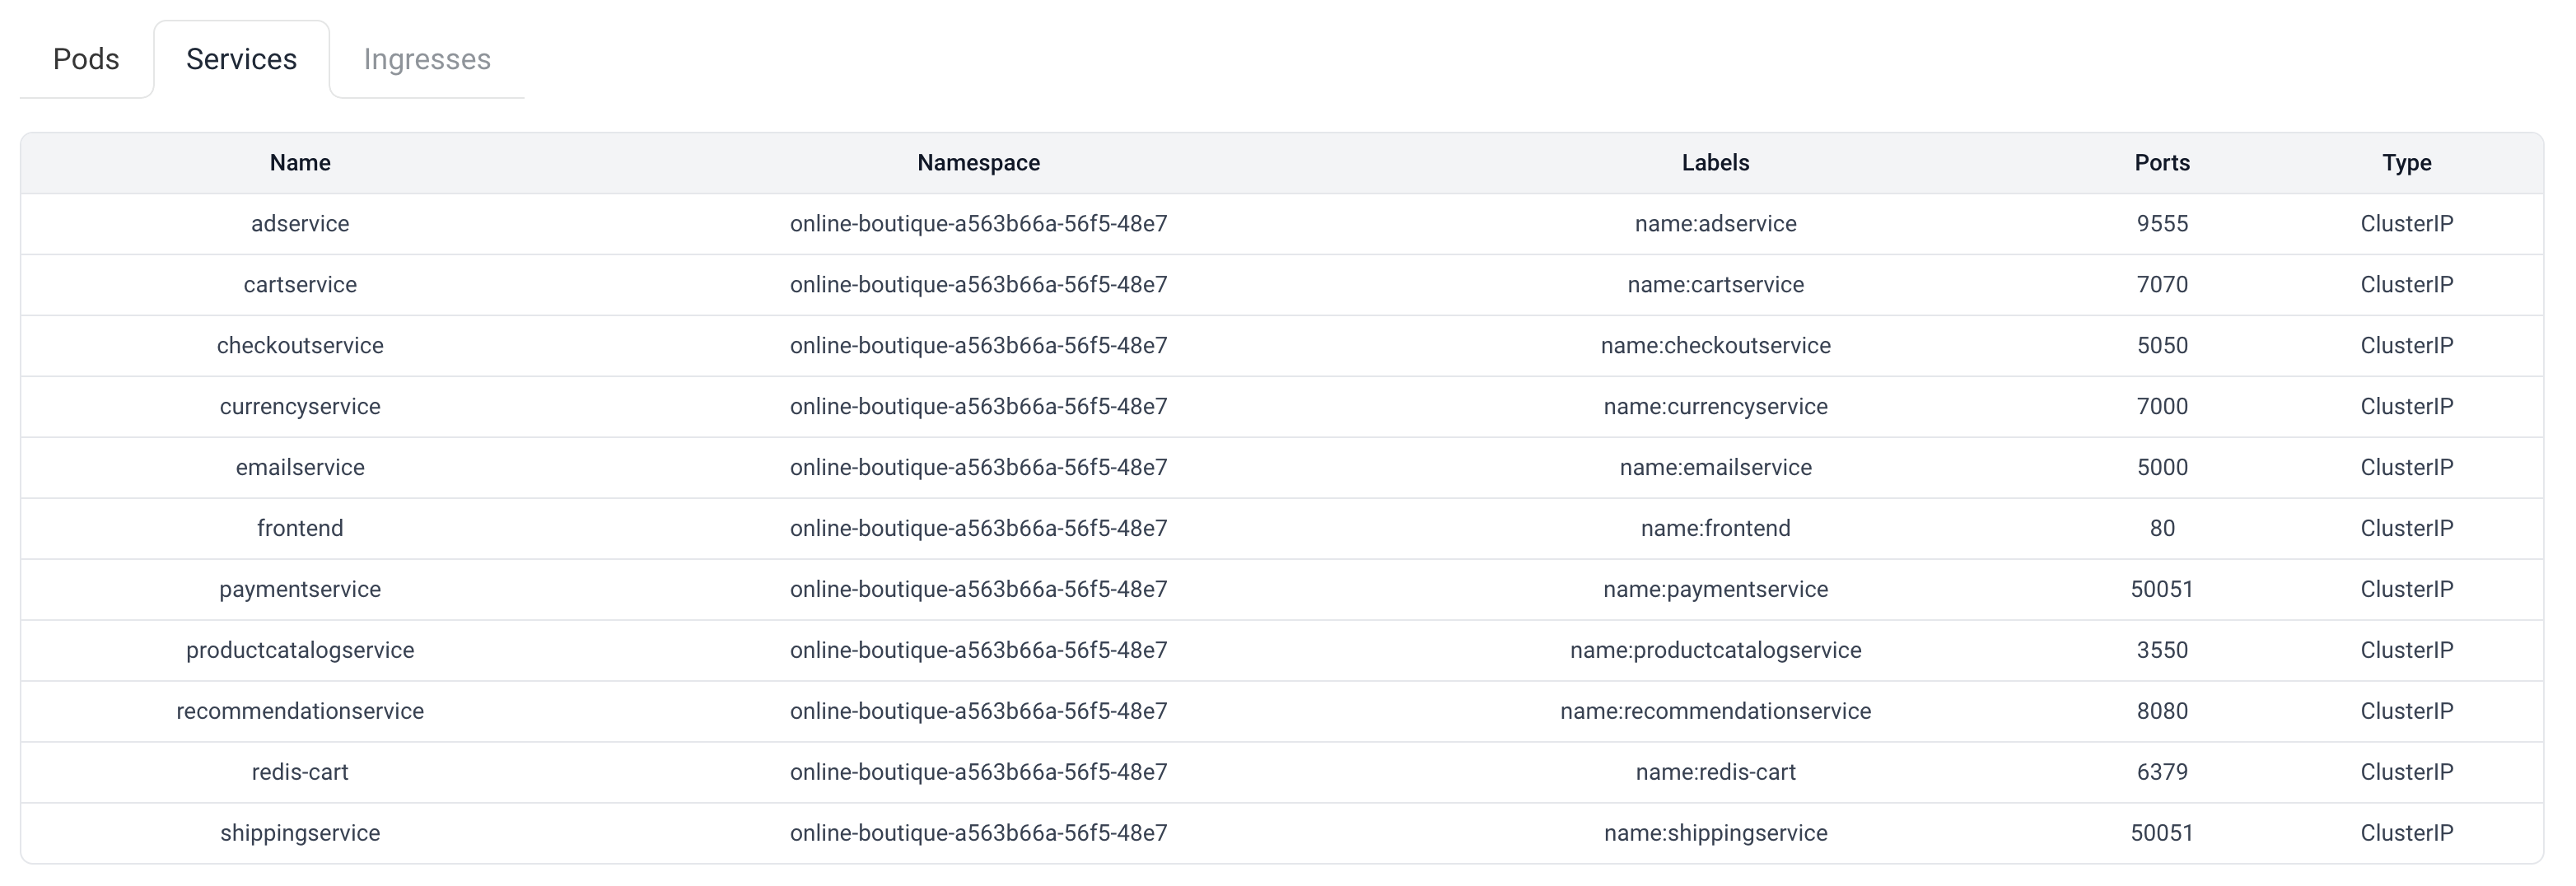 Pods Services Ingresses
Name Namespace Labels Ports Type
adservice online-boutique-a563b66a-56f5-48e7 name:adservice 9555 ClusterIP
cartservice online-boutique-a563b66a-56f5-48e7 name:cartservice 7070 ClusterIP
checkoutservice online-boutique-a563b66a-56f5-48e7 name:checkoutservice 5050 ClusterIP
currencyservice online-boutique-a563b66a-56f5-48e7 name:currencyservice 7000 ClusterIP
emailservice online-boutique-a563b66a-56f5-48e7 name:emailservice 5000 ClusterIP
frontend online-boutique-a563b66a-56f5-48e7 name:frontend 80 ClusterIP
paymentservice online-boutique-a563b66a-56f5-48e7 name:paymentservice 50051 ClusterIP
productcatalogservice online-boutique-a563b66a-56f5-48e7 name:productcatalogservice 3550 ClusterIP
recommendationservice online-boutique-a563b66a-56f5-48e7 name:recommendationservice 8080 ClusterIP
redis-cart online-boutique-a563b66a-56f5-48e7 name:redis-cart 6379 ClusterIP
shippingservice online-boutique-a563b66a-56f5-48e7 name:shippingservice 50051 ClusterIP